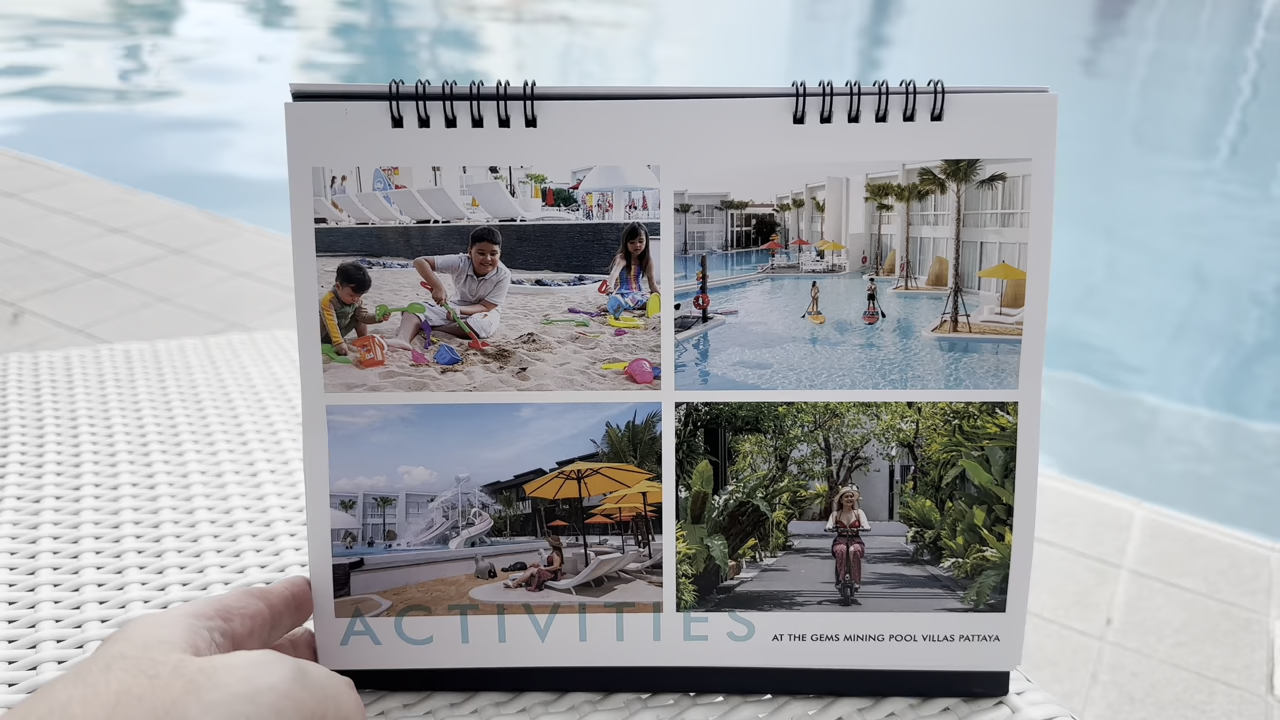 ACTIVITIES
AT THE GEMS MINING POOL VILLAS PATTAYA